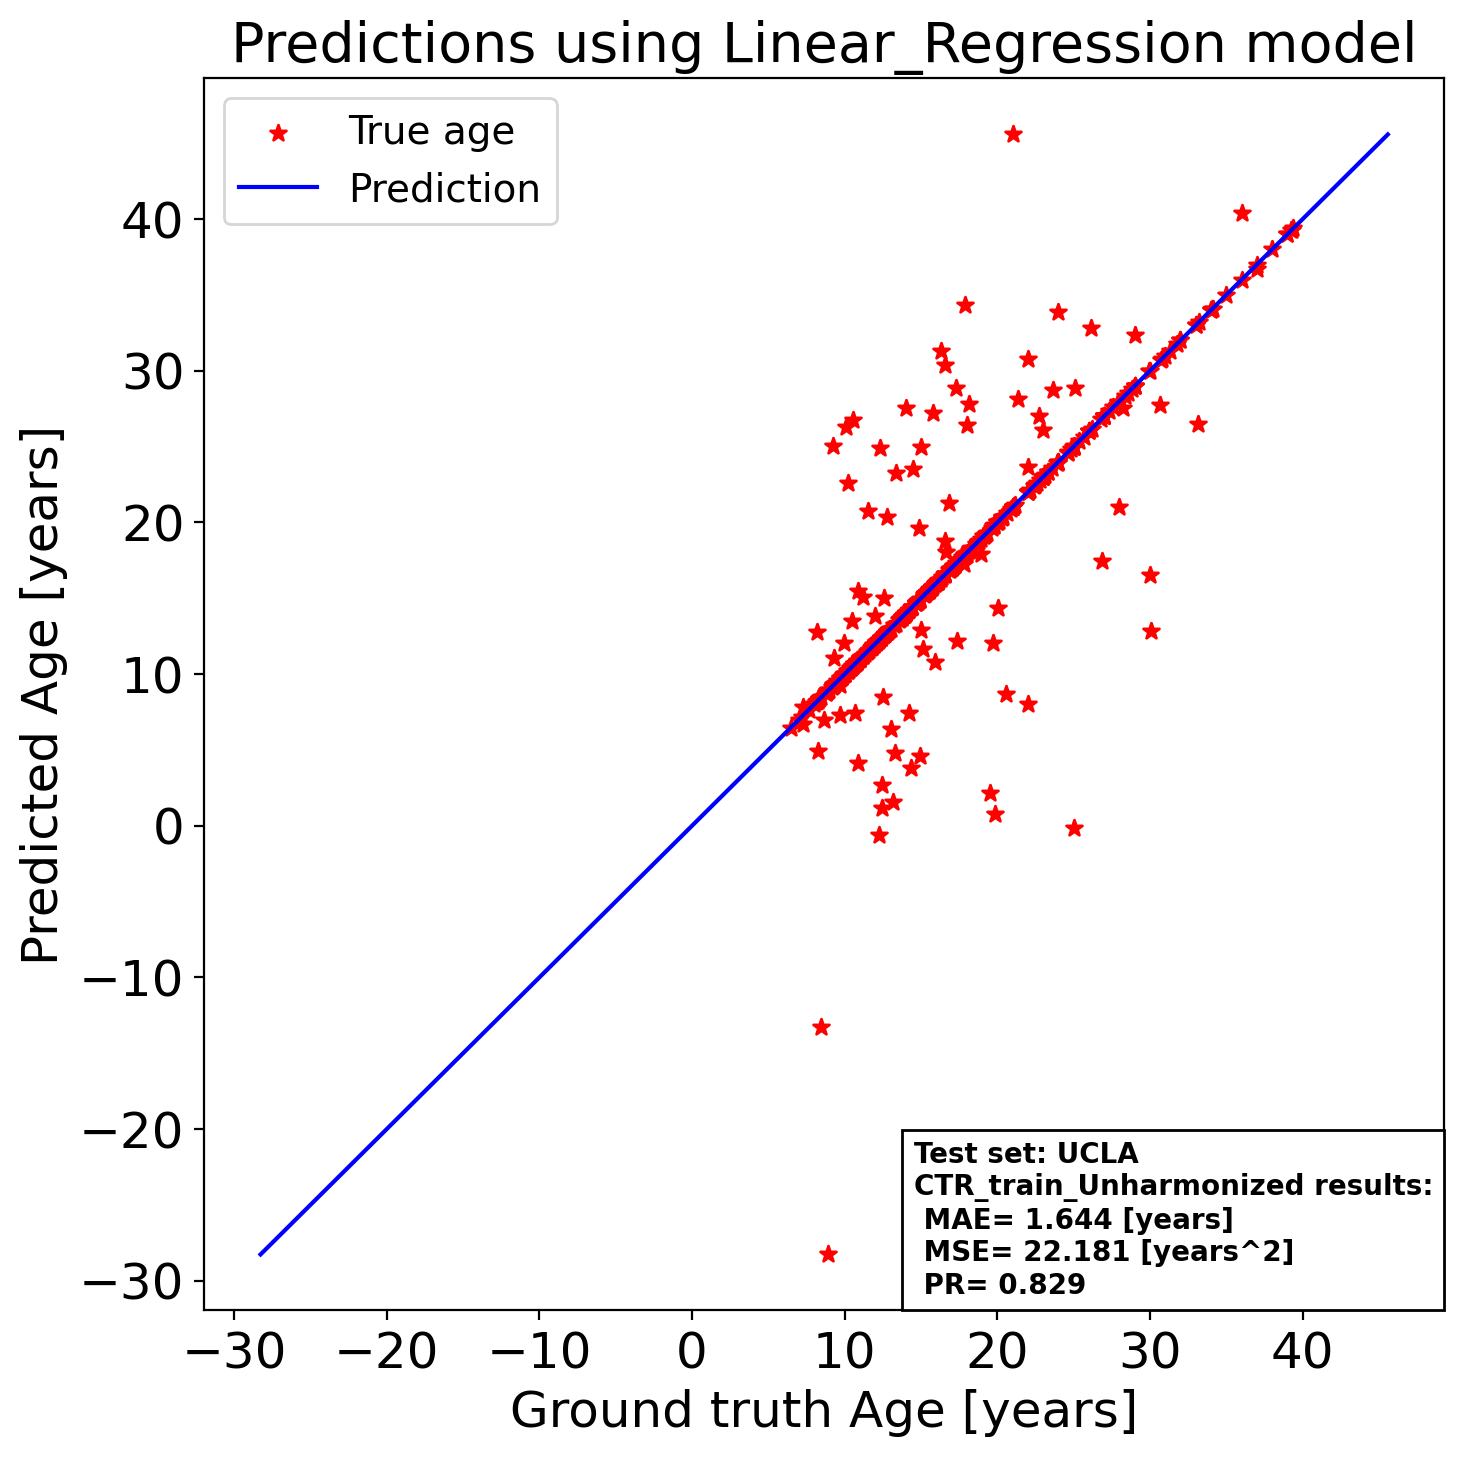 Predictions using Linear_Regression model
True age
Prediction
Predicted Age [years]
40
30
20
10
0
−10
−20
−30
Test set: UCLA
CTR_train_Unharmonized results:
MAE= 1.644 [years]
MSE= 22.181 [years^2]
PR= 0.829
−30 −20 −10 0 10 20 30 40
Ground truth Age [years]